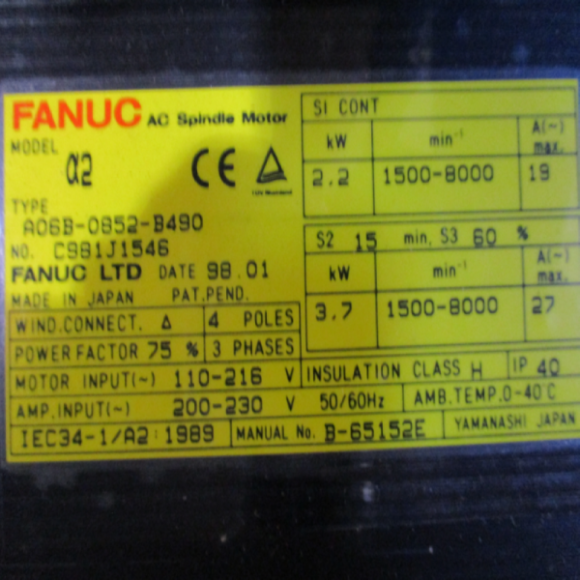 FANUC AC Spindle Motor
MODEL α2
TYPE
A06B-0852-B490
NO. C981J1546
FANUC LTD DATE 98.01
MADE IN JAPAN PAT.PEND.
WIND.CONNECT. Δ 4 POLES
POWER FACTOR 75 % 3 PHASES
MOTOR INPUT(~) 110-216 V
AMP.INPUT(~) 200-230 V 50/60Hz
IEC34-1/A2:1989
MANUAL No. B-65152E
CE
S1 CONT
kW min⁻¹ A(~) max.
2.2 1500-8000 19
S2 15 min, S3 60 %
kW min⁻¹ A(~) max.
3.7 1500-8000 27
INSULATION CLASS H IP 40
AMB.TEMP.0-40°C
YAMANASHI JAPAN